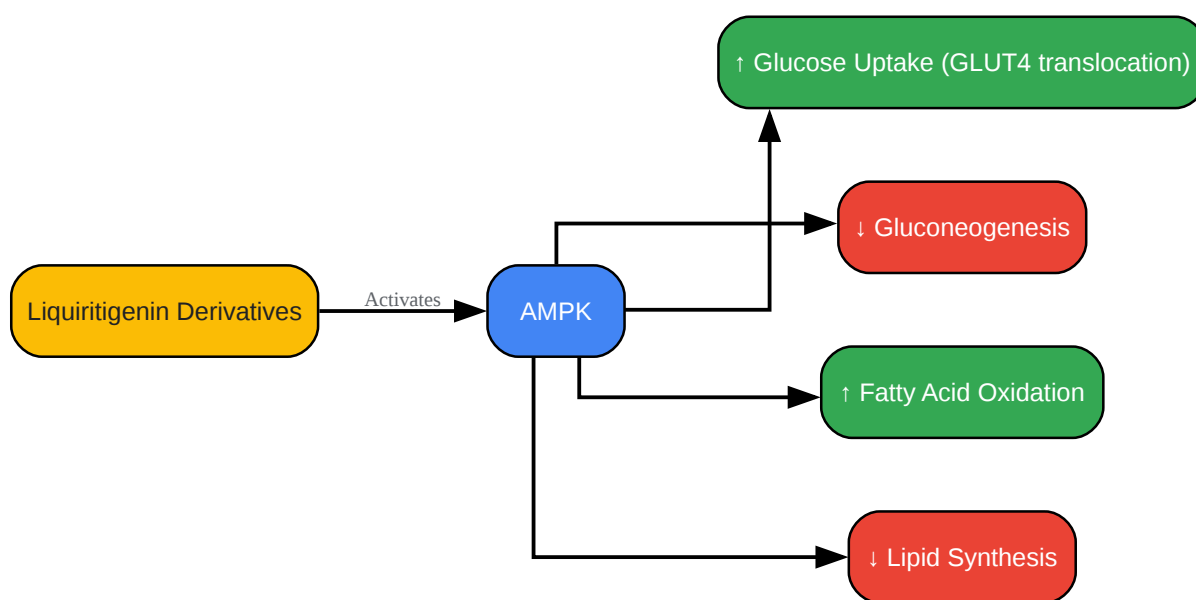 ↑ Glucose Uptake (GLUT4 translocation)
↓ Gluconeogenesis
Liquiritigenin Derivatives
Activates
AMPK
↑ Fatty Acid Oxidation
↓ Lipid Synthesis